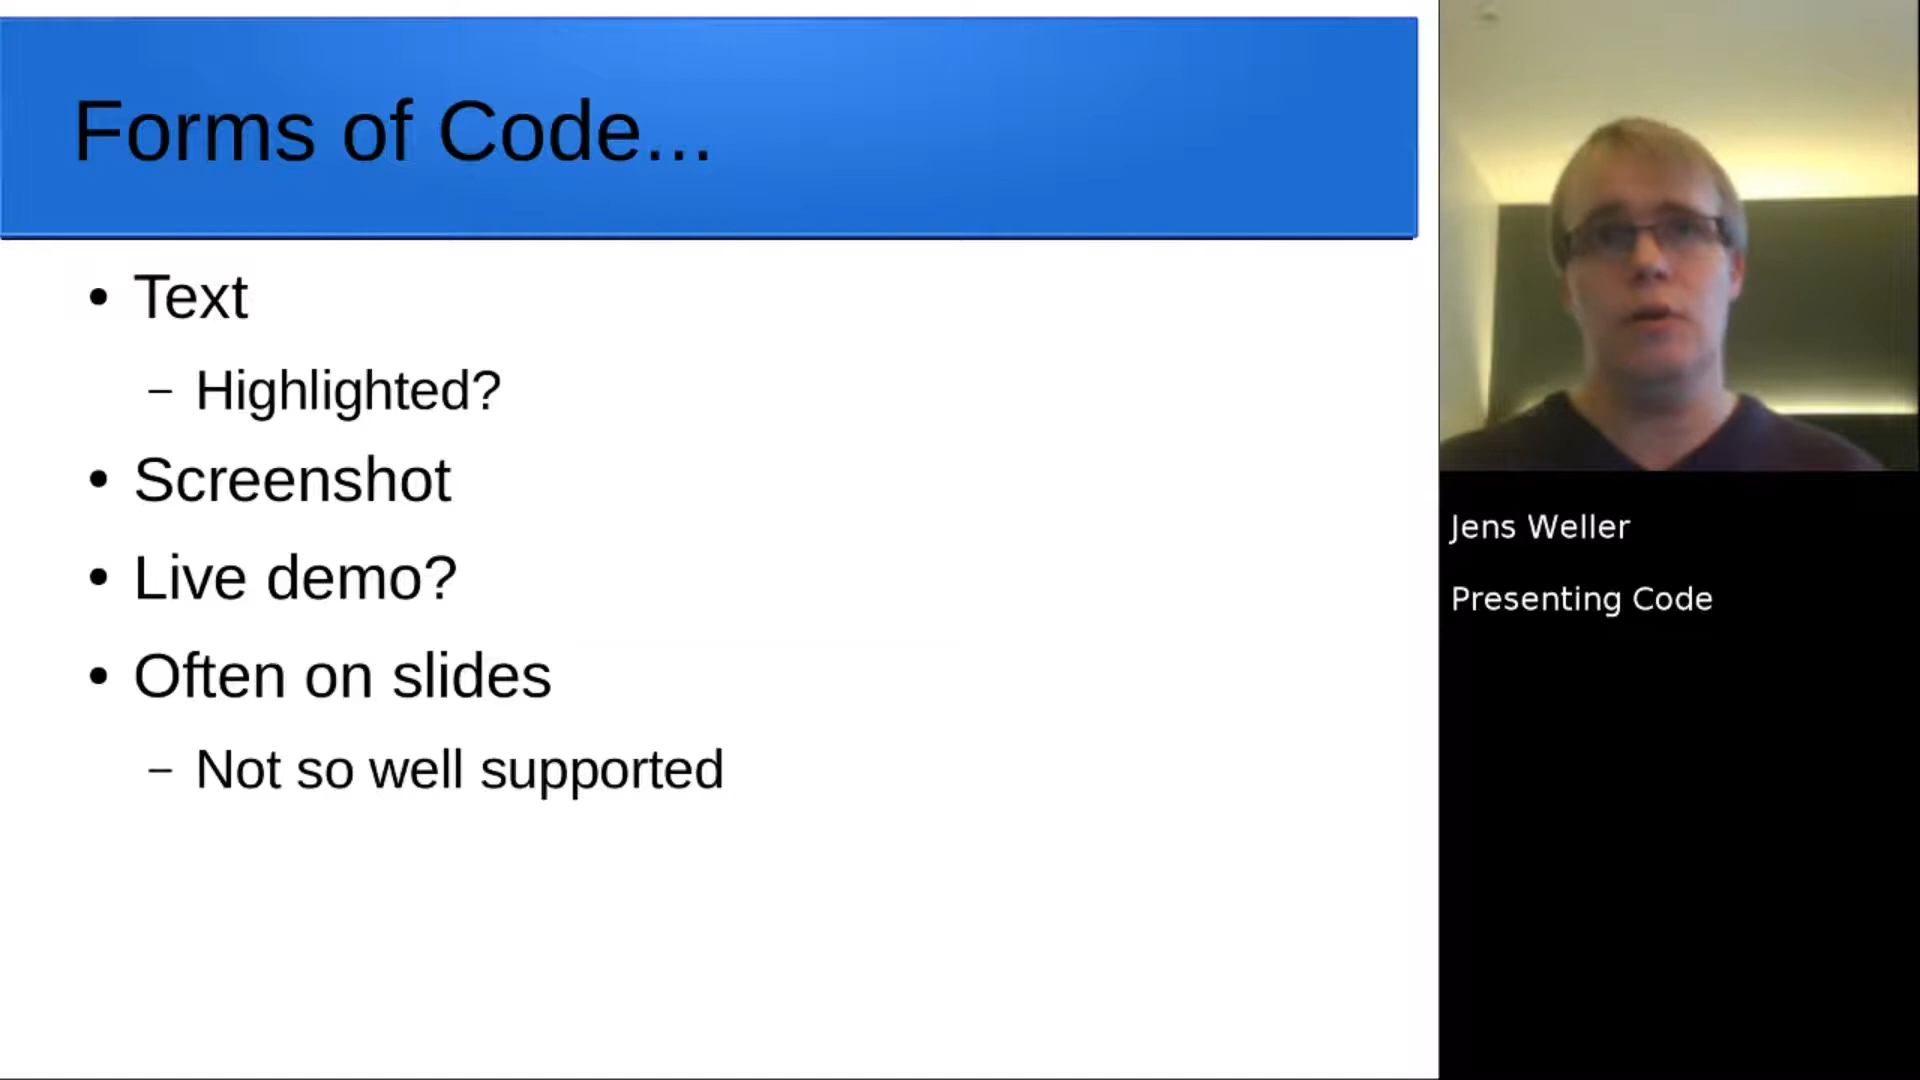 Forms of Code...
• Text
– Highlighted?
• Screenshot
• Live demo?
• Often on slides
– Not so well supported
Jens Weller
Presenting Code